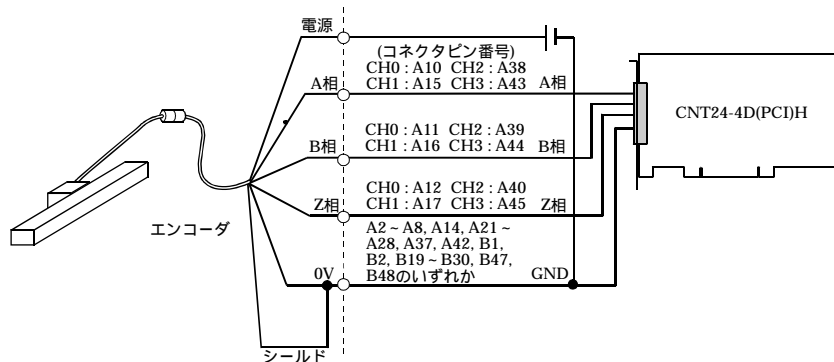 電源
(コネクタピン番号)
CH0 : A10 CH2 : A38
A相 CH1 : A15 CH3 : A43 A相
CNT24-4D(PCI)H
CH0 : A11 CH2 : A39
B相 CH1 : A16 CH3 : A44 B相
CH0 : A12 CH2 : A40
Z相 CH1 : A17 CH3 : A45 Z相
エンコーダ
A2~A8, A14, A21~
A28, A37, A42, B1,
B2, B19~B30, B47,
0V B48のいずれか GND
シールド